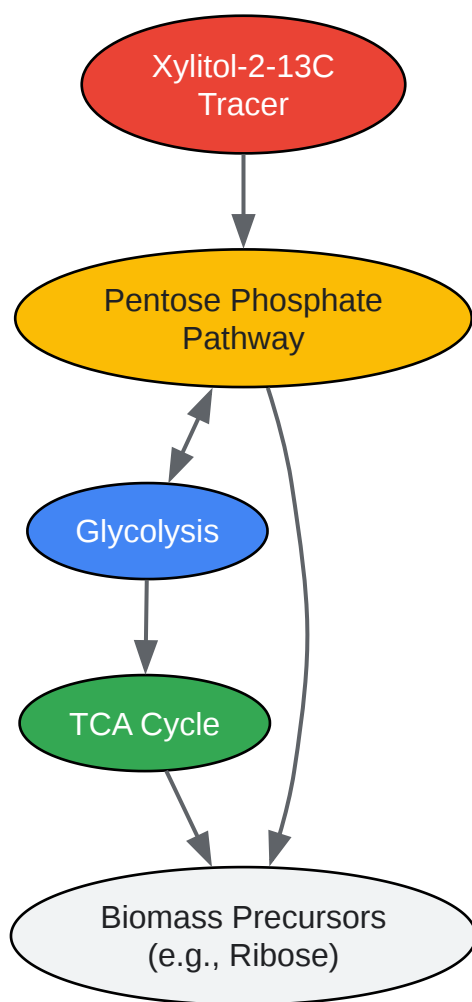 Xylitol-2-13C
Tracer
Pentose Phosphate
Pathway
Glycolysis
TCA Cycle
Biomass Precursors
(e.g., Ribose)